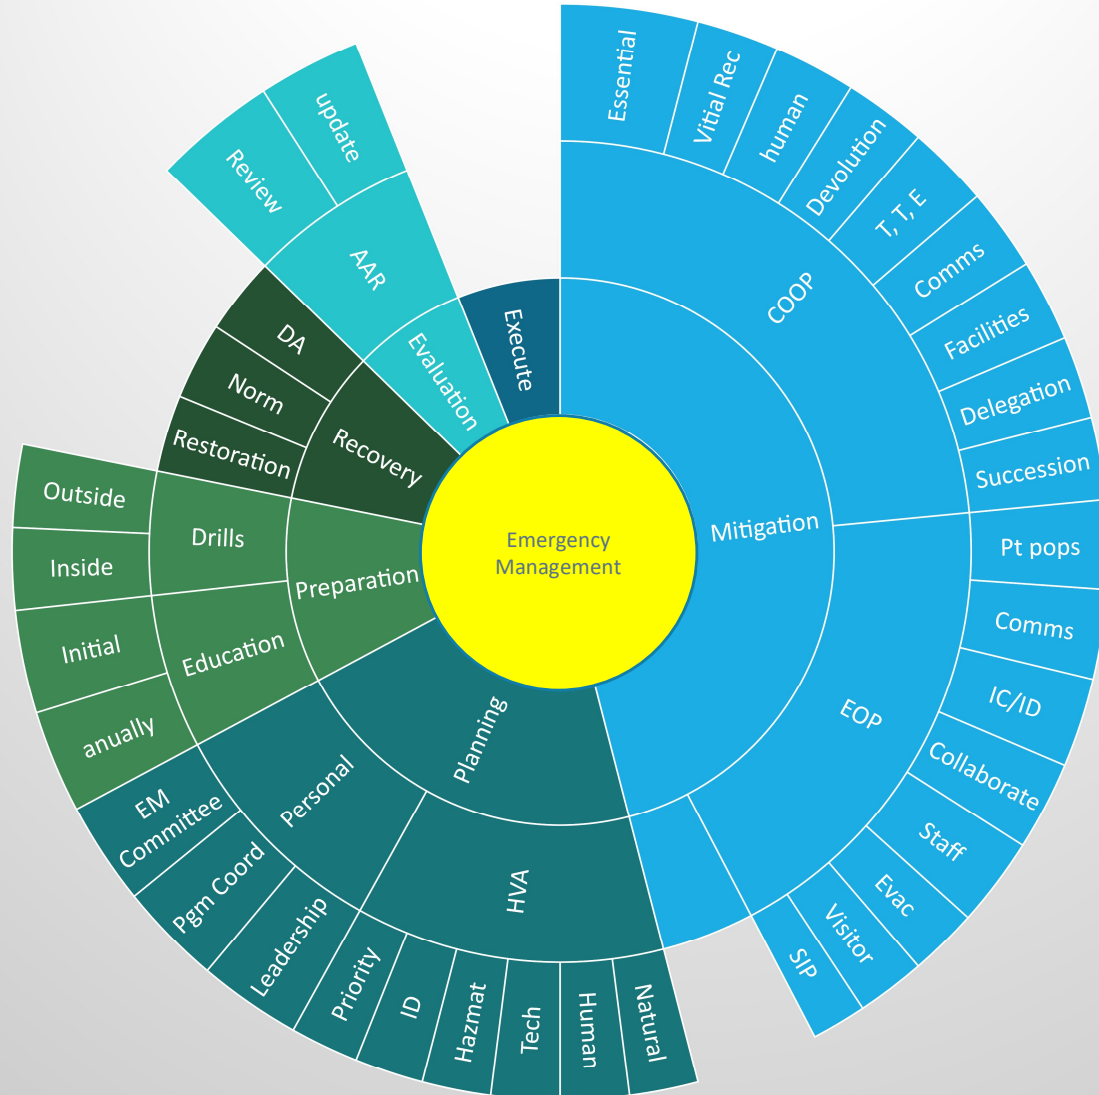 Emergency
Management
Mitigation
COOP
Essential
Vitial Rec
human
Devolution
T, T, E
Comms
Facilities
Delegation
Succession
EOP
Pt pops
Comms
IC/ID
Collaborate
Staff
Evac
Visitor
SIP
Planning
HVA
Natural
Human
Tech
Hazmat
ID
Priority
Personal
Leadership
Pgm Coord
EM
Committee
Preparation
Education
anually
Initial
Drills
Inside
Outside
Recovery
Restoration
Norm
DA
Evaluation
AAR
Review
update
Execute